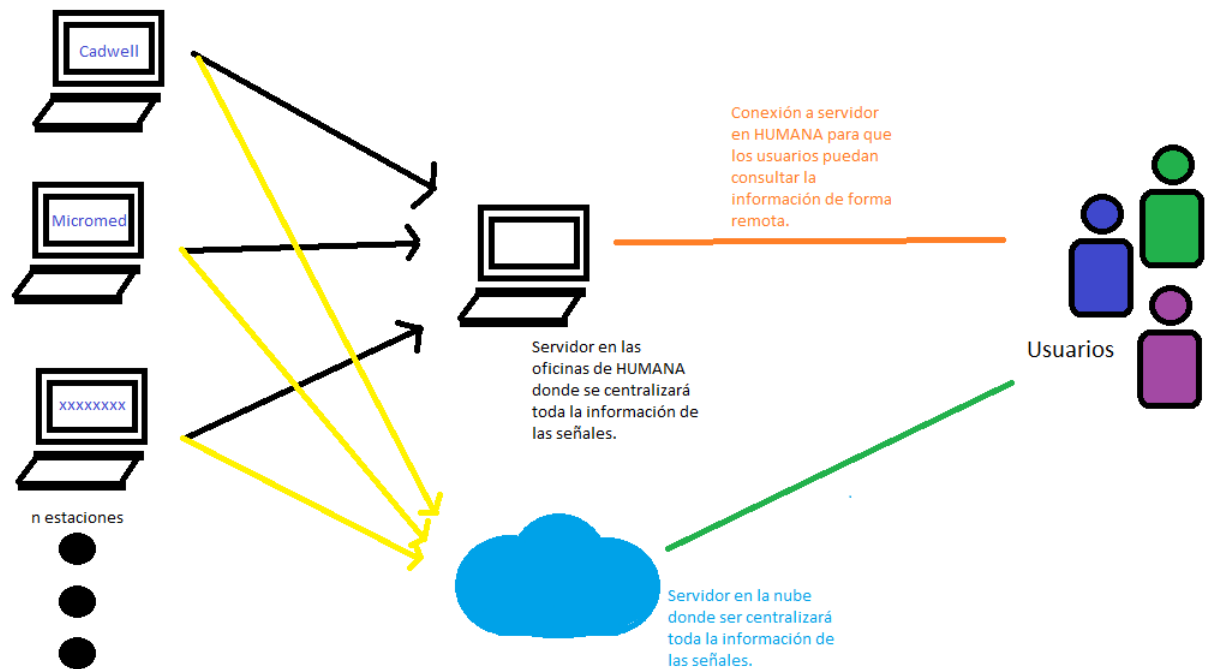 Cadwell
Micromed
xxxxxxxx
n estaciones
Servidor en las
oficinas de HUMANA
donde se centralizará
toda la información de
las señales.
Conexión a servidor
en HUMANA para que
los usuarios puedan
consultar la
información de forma
remota.
Usuarios
Servidor en la nube
donde ser centralizará
toda la información de
las señales.